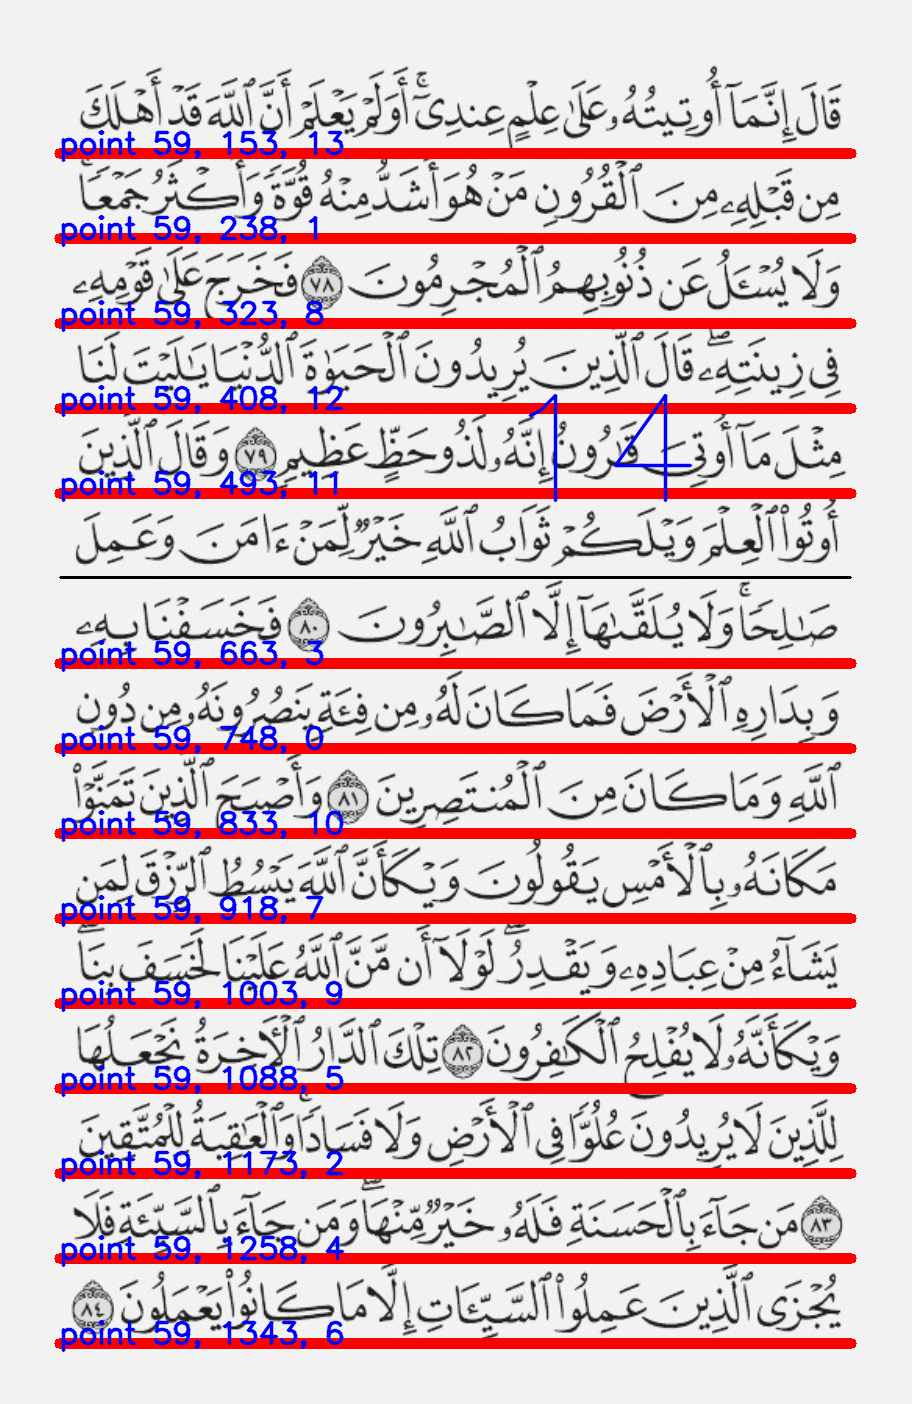 قَالَ إِنَّمَآ أُوتِيتُهُۥ عَلَىٰ عِلْمٍ عِندِىٓ ۚ أَوَلَمْ يَعْلَمْ أَنَّ ٱللَّهَ قَدْ أَهْلَكَ
point 59, 153, 13
مِن قَبْلِهِۦ مِنَ ٱلْقُرُونِ مَنْ هُوَ أَشَدُّ مِنْهُ قُوَّةً وَأَكْثَرُ جَمْعًا ۚ
point 59, 238, 1
وَلَا يُسْـَٔلُ عَن ذُنُوبِهِمُ ٱلْمُجْرِمُونَ ٧٨ فَخَرَجَ عَلَىٰ قَوْمِهِۦ
point 59, 323, 8
فِى زِينَتِهِۦ ۖ قَالَ ٱلَّذِينَ يُرِيدُونَ ٱلْحَيَوٰةَ ٱلدُّنْيَا يَـٰلَيْتَ لَنَا
point 59, 408, 12
14
مِثْلَ مَآ أُوتِىَ قَـٰرُونُ إِنَّهُۥ لَذُو حَظٍّ عَظِيمٍ ٧٩ وَقَالَ ٱلَّذِينَ
point 59, 493, 11
أُوتُوا۟ ٱلْعِلْمَ وَيْلَكُمْ ثَوَابُ ٱللَّهِ خَيْرٌ لِّمَنْ ءَامَنَ وَعَمِلَ
صَـٰلِحًا ۚ وَلَا يُلَقَّىٰهَآ إِلَّا ٱلصَّـٰبِرُونَ ٨٠ فَخَسَفْنَا بِهِۦ
point 59, 663, 3
وَبِدَارِهِ ٱلْأَرْضَ فَمَا كَانَ لَهُۥ مِن فِئَةٍ يَنصُرُونَهُۥ مِن دُونِ
point 59, 748, 0
ٱللَّهِ وَمَا كَانَ مِنَ ٱلْمُنتَصِرِينَ ٨١ وَأَصْبَحَ ٱلَّذِينَ تَمَنَّوْا۟
point 59, 833, 10
مَكَانَهُۥ بِٱلْأَمْسِ يَقُولُونَ وَيْكَأَنَّ ٱللَّهَ يَبْسُطُ ٱلرِّزْقَ لِمَن
point 59, 918, 7
يَشَآءُ مِنْ عِبَادِهِۦ وَيَقْدِرُ ۖ لَوْلَآ أَن مَّنَّ ٱللَّهُ عَلَيْنَا لَخَسَفَ بِنَا ۖ
point 59, 1003, 9
وَيْكَأَنَّهُۥ لَا يُفْلِحُ ٱلْكَـٰفِرُونَ ٨٢ تِلْكَ ٱلدَّارُ ٱلْـَٔاخِرَةُ نَجْعَلُهَا
point 59, 1088, 5
لِلَّذِينَ لَا يُرِيدُونَ عُلُوًّا فِى ٱلْأَرْضِ وَلَا فَسَادًا ۚ وَٱلْعَـٰقِبَةُ لِلْمُتَّقِينَ
point 59, 1173, 2
٨٣ مَن جَآءَ بِٱلْحَسَنَةِ فَلَهُۥ خَيْرٌ مِّنْهَا ۖ وَمَن جَآءَ بِٱلسَّيِّئَةِ فَلَا
point 59, 1258, 4
يُجْزَى ٱلَّذِينَ عَمِلُوا۟ ٱلسَّيِّـَٔاتِ إِلَّا مَا كَانُوا۟ يَعْمَلُونَ ٨٤
point 59, 1343, 6